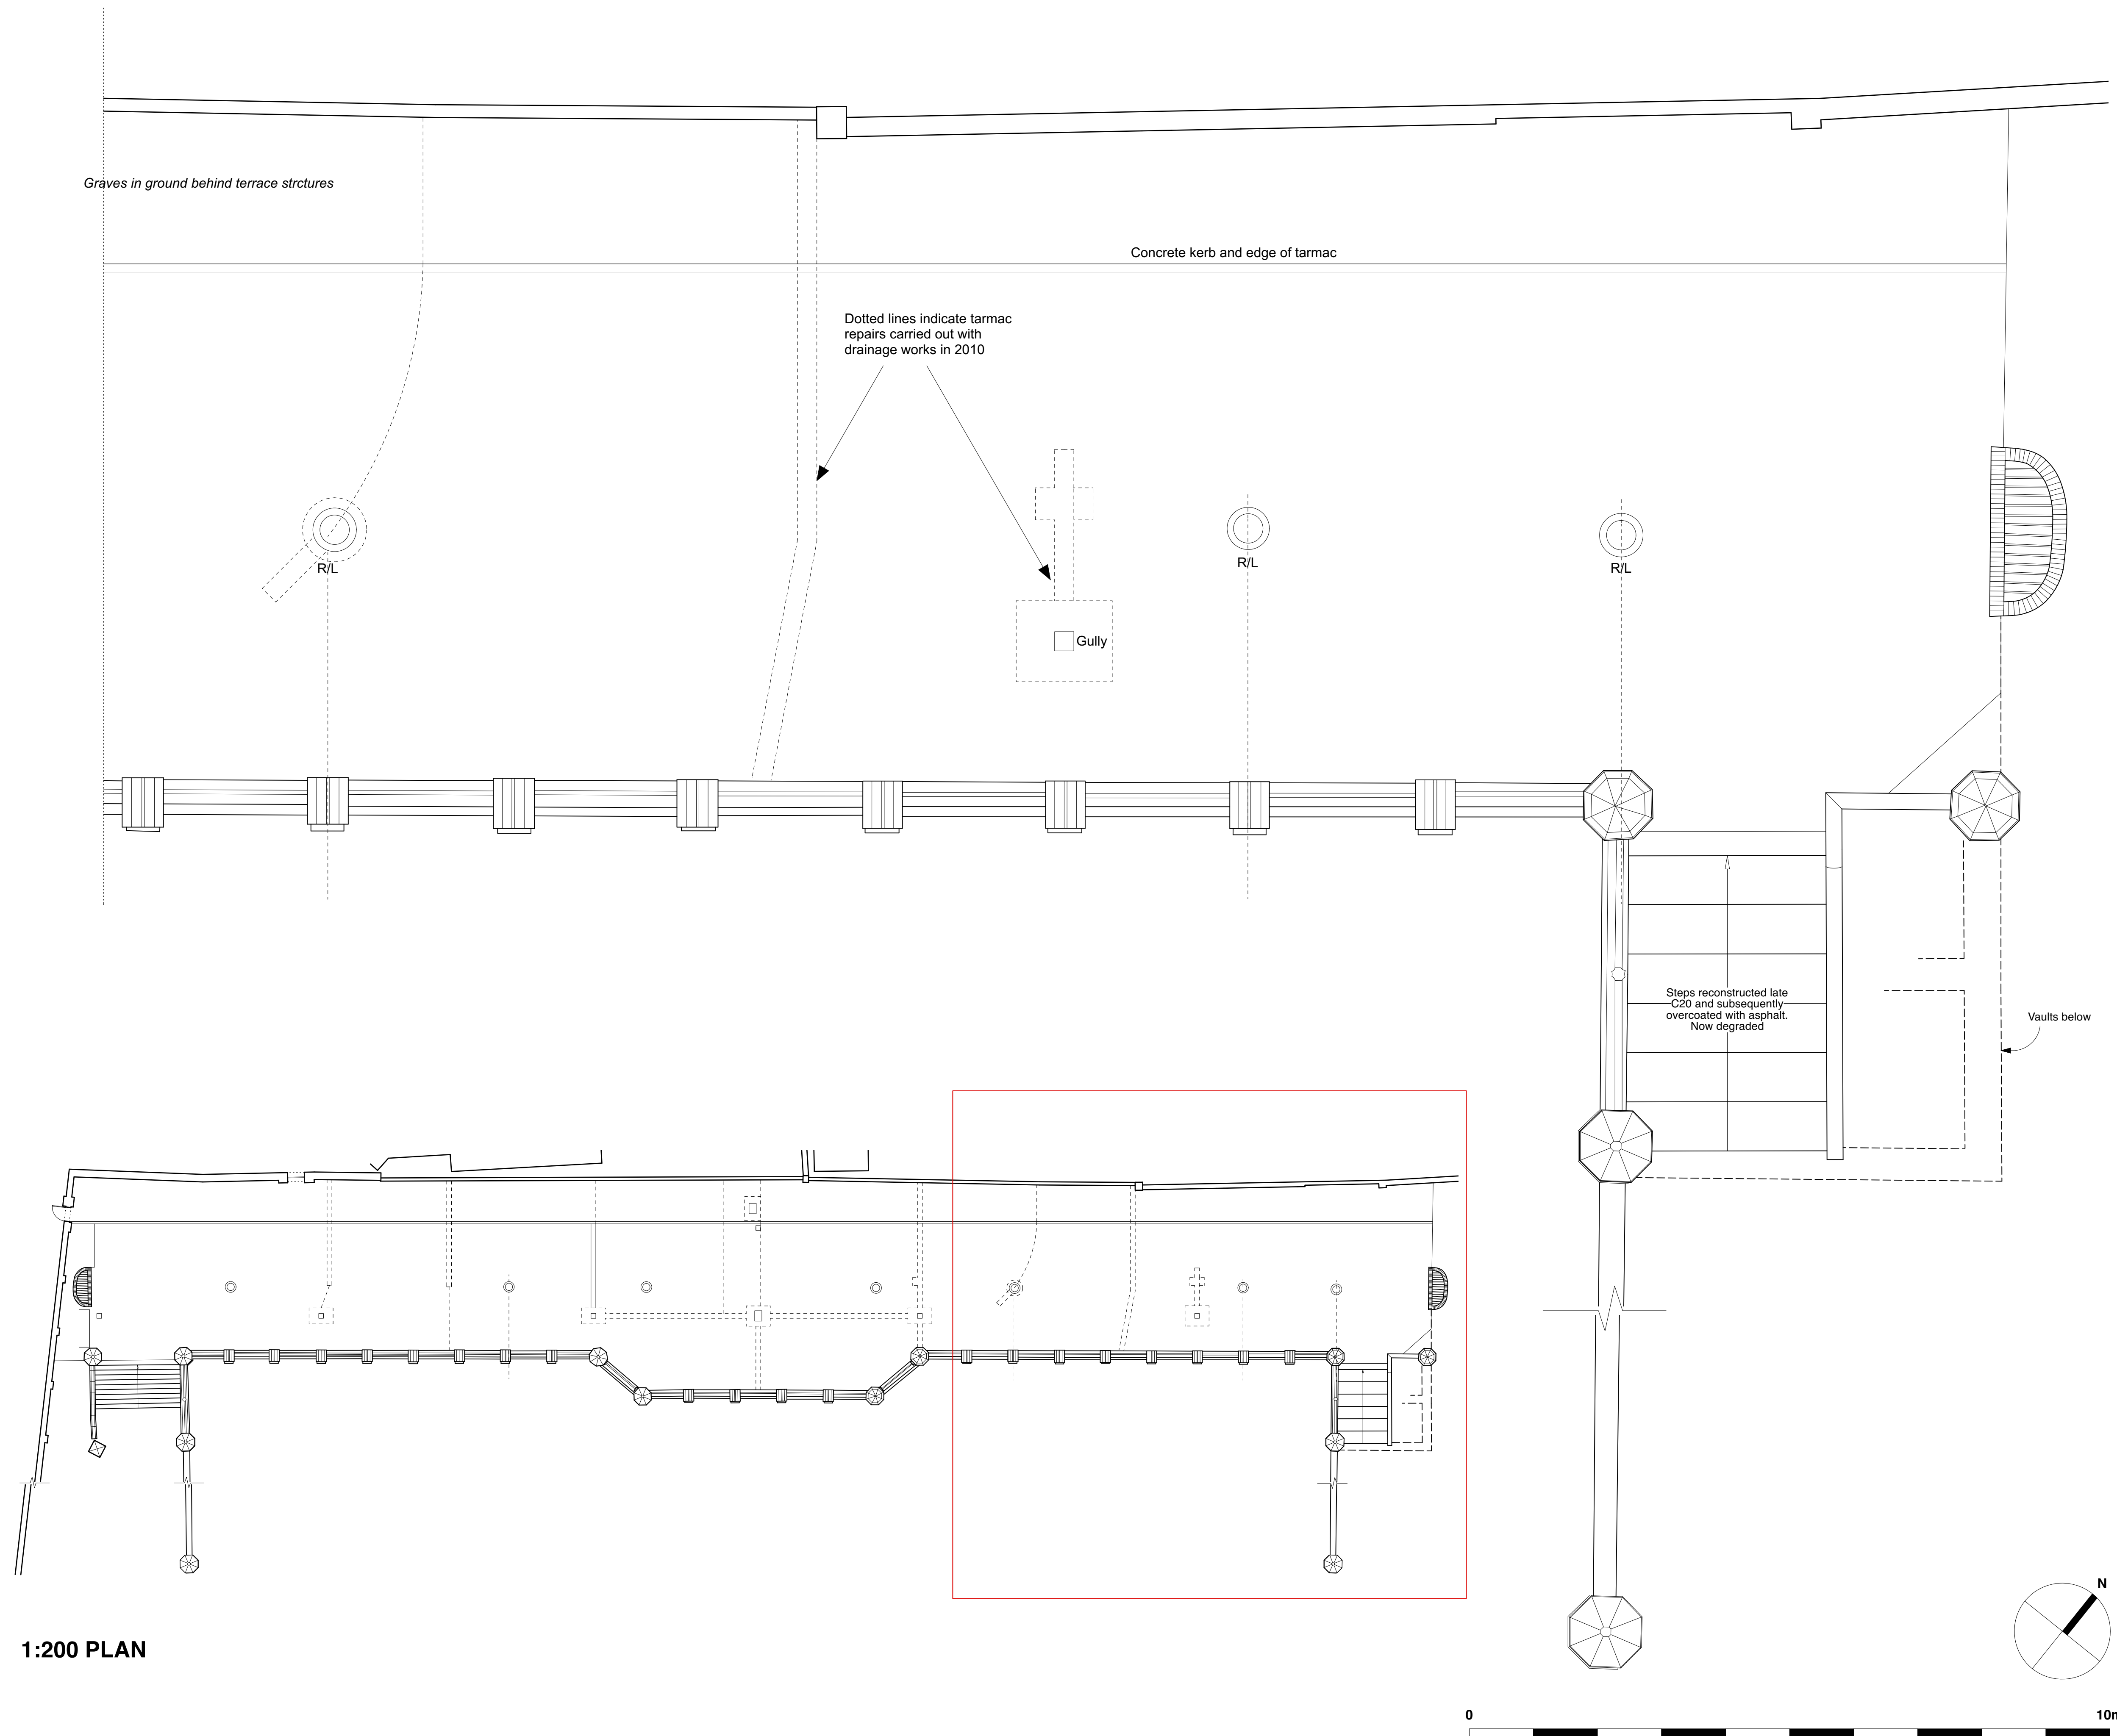 Graves in ground behind terrace strctures
Concrete kerb and edge of tarmac
Dotted lines indicate tarmac
repairs carried out with
drainage works in 2010
R/L
R/L
R/L
Gully
Steps reconstructed late
C20 and subsequently
overcoated with asphalt.
Now degraded
Vaults below
1:200 PLAN
N
0
10m